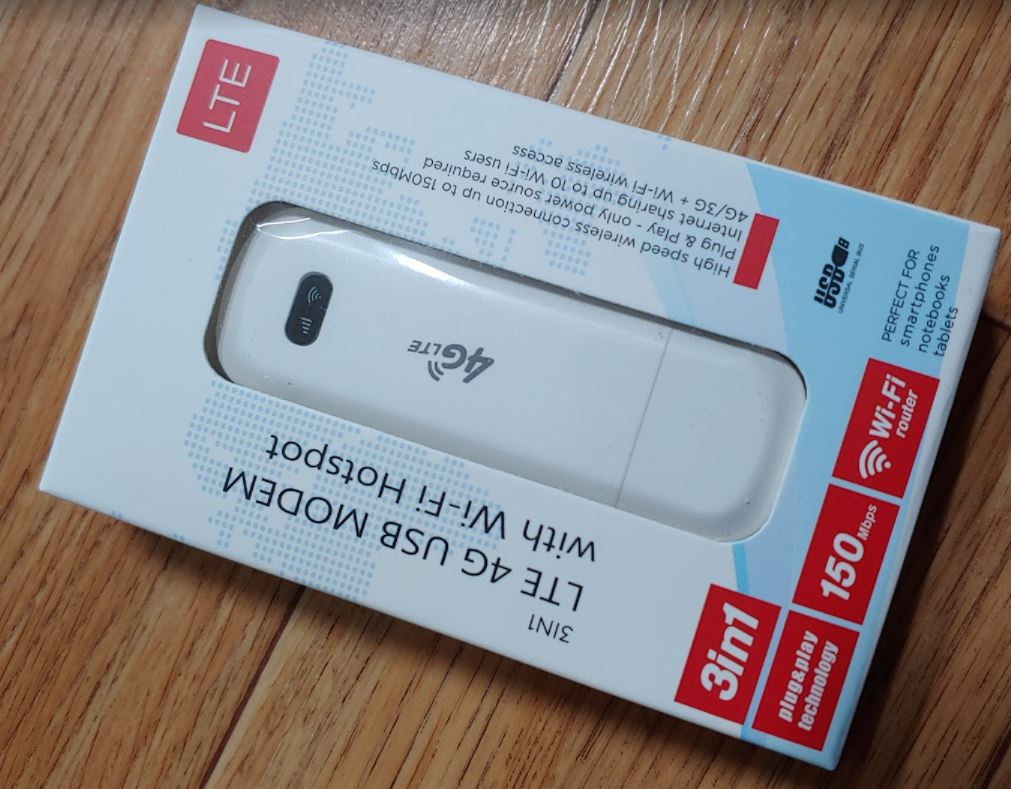 3IN1
LTE 4G USB MODEM
with Wi-Fi Hotspot
4G LTE
High speed wireless connection up to 150Mbps
Plug & Play - only power source required
Internet sharing up to 10 Wi-Fi users
4G/3G + Wi-Fi wireless access
LTE
USB
UNIVERSAL SERIAL BUS
PERFECT FOR
smartphones
notebooks
tablets
Wi-Fi
router
150 Mbps
3in1
plug&play
technology